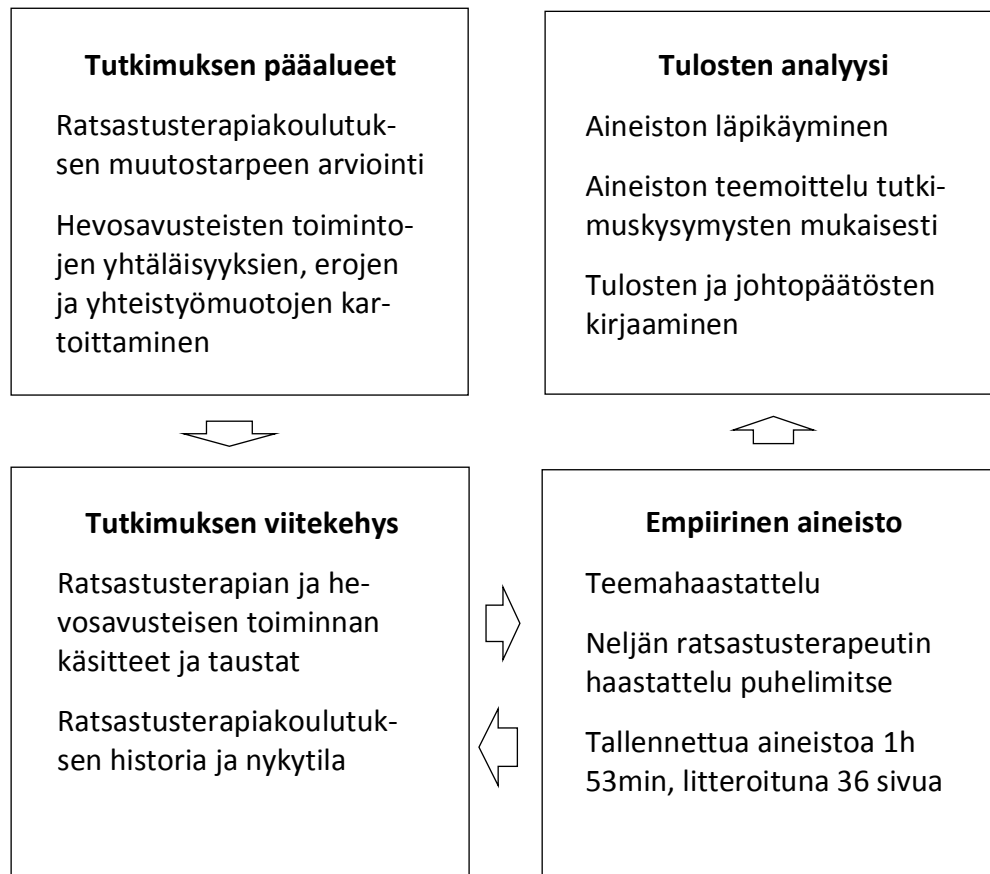 Tutkimuksen pääalueet
Ratsastusterapiakoulutuk-
sen muutostarpeen arviointi
Hevosavusteisten toiminto-
jen yhtäläisyyksien, erojen
ja yhteistyömuotojen kar-
toittaminen
Tulosten analyysi
Aineiston läpikäyminen
Aineiston teemoittelu tutki-
muskysymysten mukaisesti
Tulosten ja johtopäätösten
kirjaaminen
Tutkimuksen viitekehys
Ratsastusterapian ja he-
vosavusteisen toiminnan
käsitteet ja taustat
Ratsastusterapiakoulutuk-
sen historia ja nykytila
Empiirinen aineisto
Teemahaastattelu
Neljän ratsastusterapeutin
haastattelu puhelimitse
Tallennettua aineistoa 1h
53min, litteroituna 36 sivua